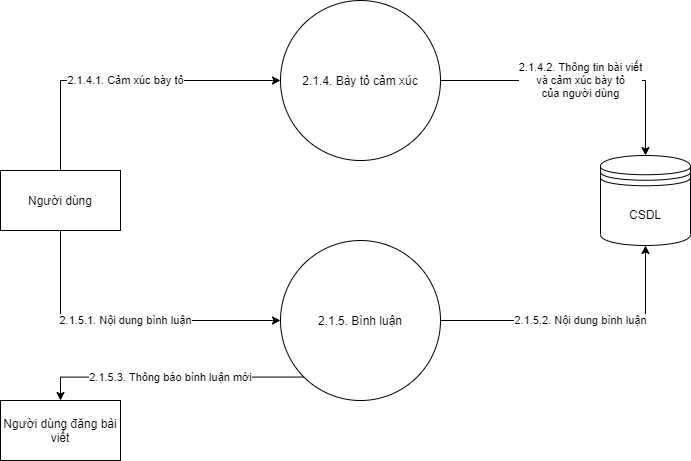 2.1.4.1. Cảm xúc bày tỏ
2.1.4. Bày tỏ cảm xúc
2.1.4.2. Thông tin bài viết
và cảm xúc bày tỏ
của người dùng
Người dùng
CSDL
2.1.5.1. Nội dung bình luận
2.1.5. Bình luận
2.1.5.2. Nội dung bình luận
2.1.5.3. Thông báo bình luận mới
Người dùng đăng bài
viết